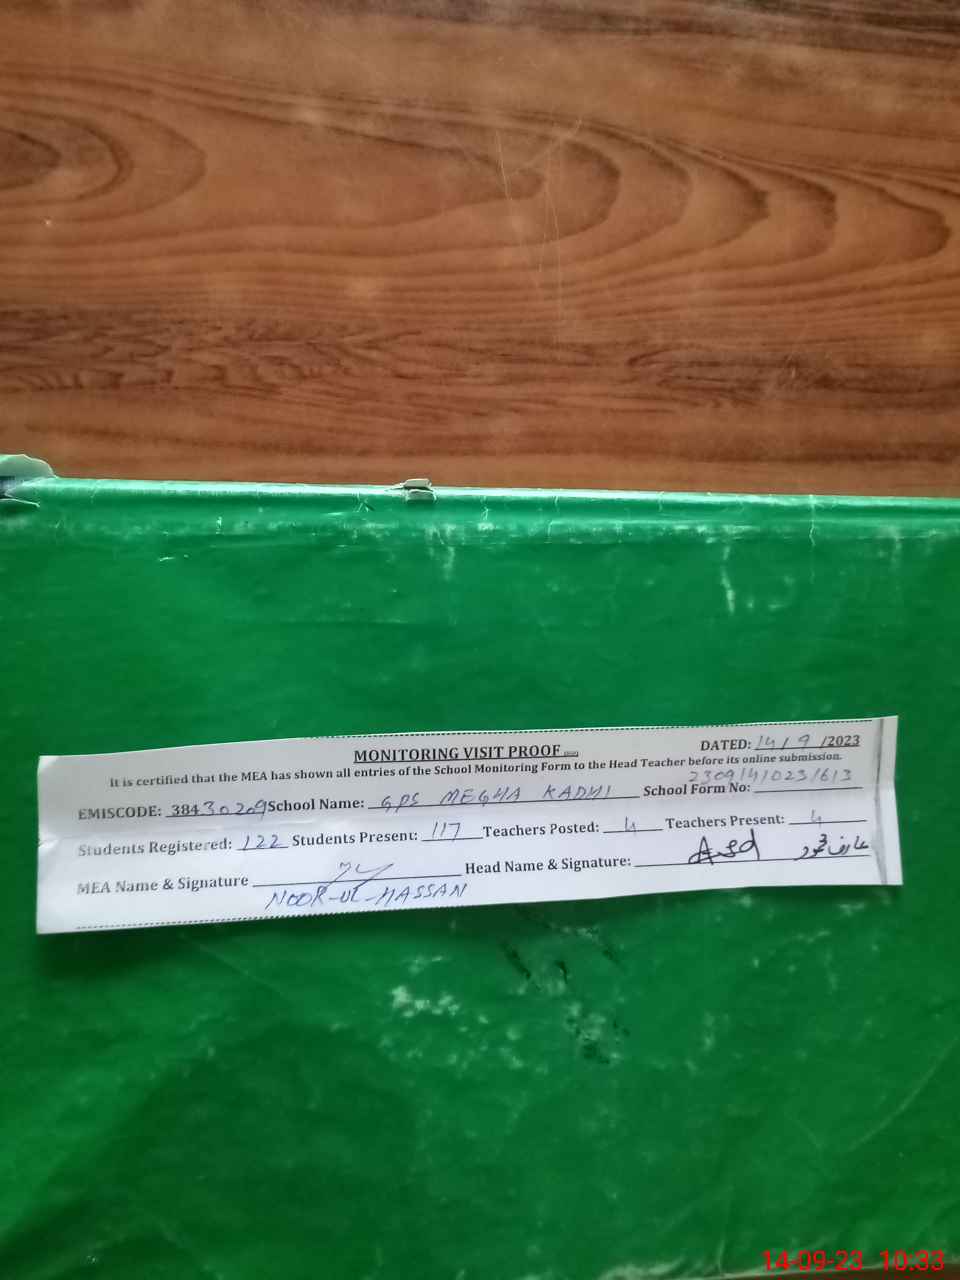 MONITORING VISIT PROOF
DATED: 14 / 9 /2023
It is certified that the MEA has shown all entries of the School Monitoring Form to the Head Teacher before its online submission.
EMISCODE: 38430209 School Name: GPS MEGHA KADHI School Form No: 23091410231613
Students Registered: 122 Students Present: 117 Teachers Posted: 4 Teachers Present: 4
MEA Name & Signature Head Name & Signature:
NOOR-UL-HASSAN
14-09-23 10:33